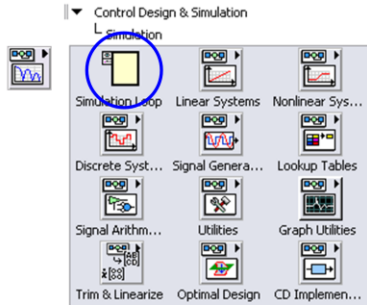 Control Design & Simulation
Simulation
Simulation Loop Linear Systems Nonlinear Sys...
Discrete Syst... Signal Genera... Lookup Tables
Signal Arithm... Utilities Graph Utilities
Trim & Linearize Optimal Design CD Implemen...